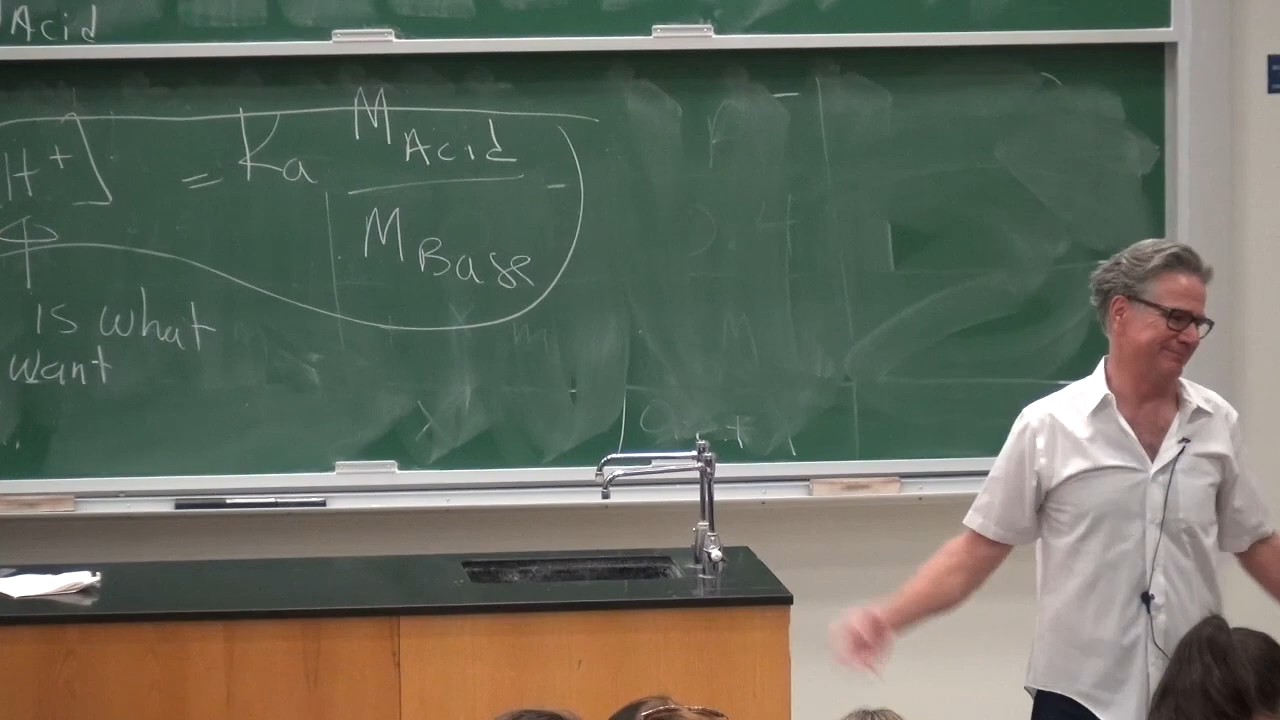 Acid
[H+] = Ka M Acid
M Base
is what
want